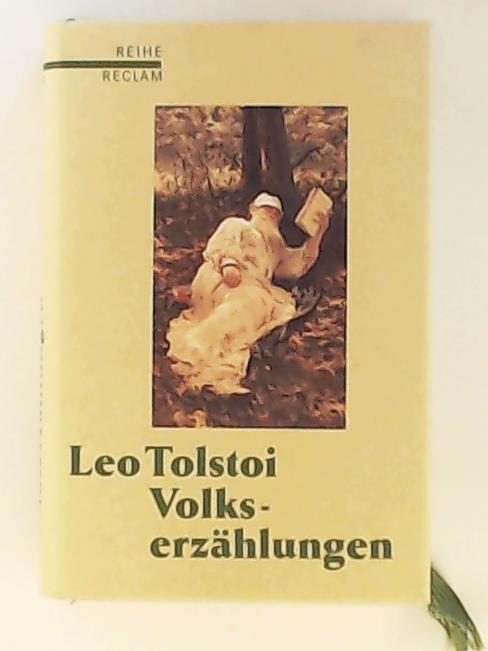 REIHE
RECLAM
Leo Tolstoi
Volks-
erzählungen